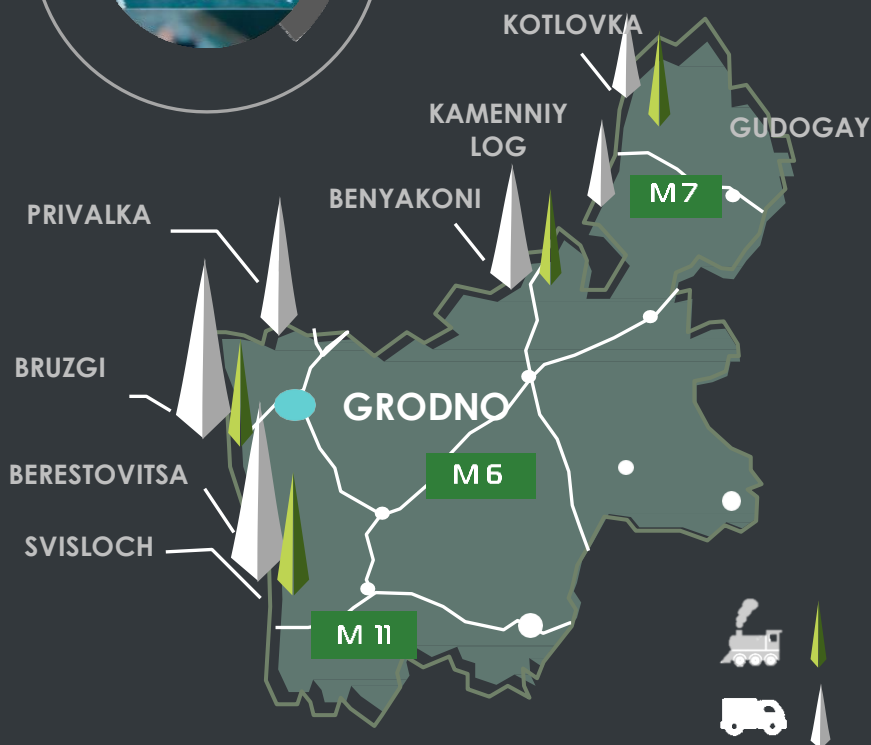 KOTLOVKA
KAMENNIY
LOG
GUDOGAY
M7
BENYAKONI
PRIVALKA
BRUZGI
GRODNO
M6
BERESTOVITSA
SVISLOCH
M 11